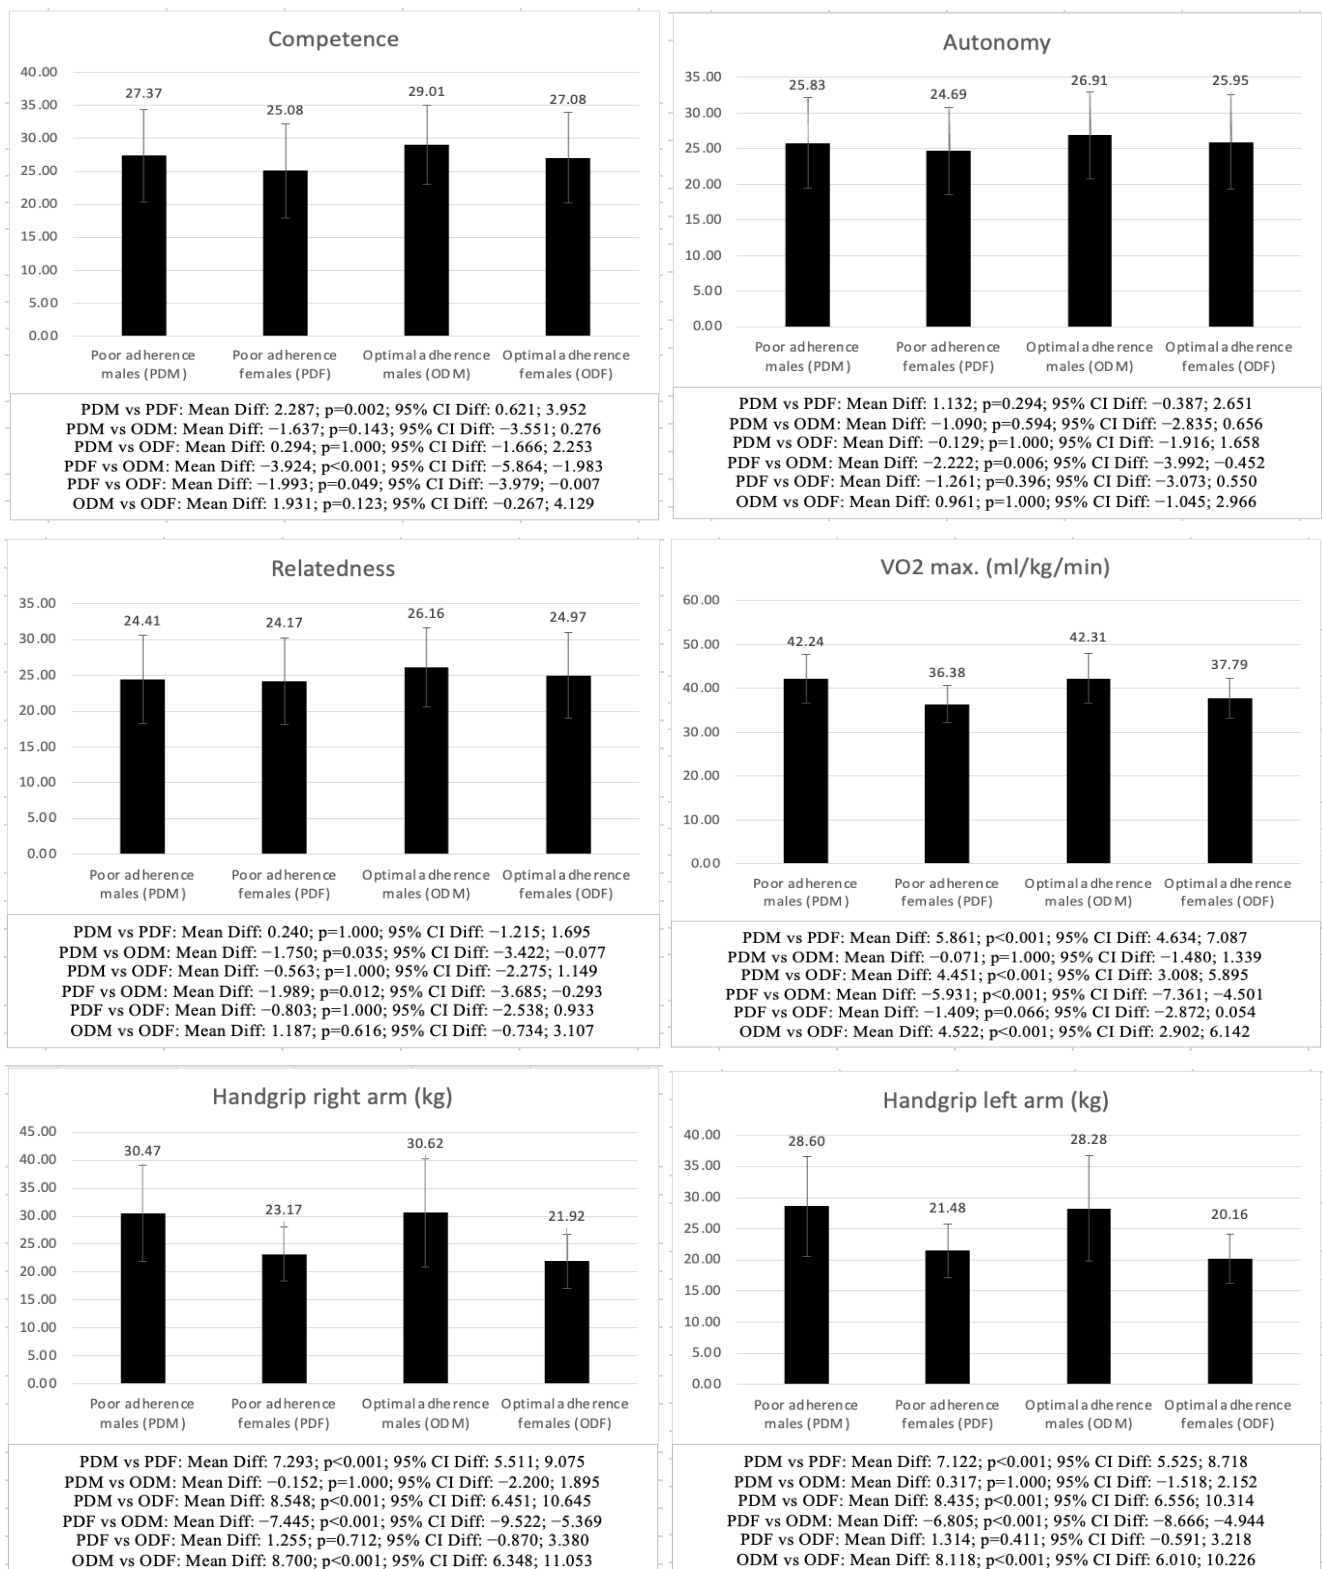 Competence
40.00
35.00
30.00
25.00
20.00
15.00
10.00
5.00
0.00
27.37
25.08
29.01
27.08
Poor adherence males (PDM)
Poor adherence females (PDF)
Optimal adherence males (ODM)
Optimal adherence females (ODF)
PDM vs PDF: Mean Diff: 2.287; p=0.002; 95% CI Diff: 0.621; 3.952
PDM vs ODM: Mean Diff: −1.637; p=0.143; 95% CI Diff: −3.551; 0.276
PDM vs ODF: Mean Diff: 0.294; p=1.000; 95% CI Diff: −1.666; 2.253
PDF vs ODM: Mean Diff: −3.924; p<0.001; 95% CI Diff: −5.864; −1.983
PDF vs ODF: Mean Diff: −1.993; p=0.049; 95% CI Diff: −3.979; −0.007
ODM vs ODF: Mean Diff: 1.931; p=0.123; 95% CI Diff: −0.267; 4.129
Autonomy
35.00
30.00
25.00
20.00
15.00
10.00
5.00
0.00
25.83
24.69
26.91
25.95
Poor adherence males (PDM)
Poor adherence females (PDF)
Optimal adherence males (ODM)
Optimal adherence females (ODF)
PDM vs PDF: Mean Diff: 1.132; p=0.294; 95% CI Diff: −0.387; 2.651
PDM vs ODM: Mean Diff: −1.090; p=0.594; 95% CI Diff: −2.835; 0.656
PDM vs ODF: Mean Diff: −0.129; p=1.000; 95% CI Diff: −1.916; 1.658
PDF vs ODM: Mean Diff: −2.222; p=0.006; 95% CI Diff: −3.992; −0.452
PDF vs ODF: Mean Diff: −1.261; p=0.396; 95% CI Diff: −3.073; 0.550
ODM vs ODF: Mean Diff: 0.961; p=1.000; 95% CI Diff: −1.045; 2.966
Relatedness
35.00
30.00
25.00
20.00
15.00
10.00
5.00
0.00
24.41
24.17
26.16
24.97
Poor adherence males (PDM)
Poor adherence females (PDF)
Optimal adherence males (ODM)
Optimal adherence females (ODF)
PDM vs PDF: Mean Diff: 0.240; p=1.000; 95% CI Diff: −1.215; 1.695
PDM vs ODM: Mean Diff: −1.750; p=0.035; 95% CI Diff: −3.422; −0.077
PDM vs ODF: Mean Diff: −0.563; p=1.000; 95% CI Diff: −2.275; 1.149
PDF vs ODM: Mean Diff: −1.989; p=0.012; 95% CI Diff: −3.685; −0.293
PDF vs ODF: Mean Diff: −0.803; p=1.000; 95% CI Diff: −2.538; 0.933
ODM vs ODF: Mean Diff: 1.187; p=0.616; 95% CI Diff: −0.734; 3.107
VO2 max. (ml/kg/min)
60.00
50.00
40.00
30.00
20.00
10.00
0.00
42.24
36.38
42.31
37.79
Poor adherence males (PDM)
Poor adherence females (PDF)
Optimal adherence males (ODM)
Optimal adherence females (ODF)
PDM vs PDF: Mean Diff: 5.861; p<0.001; 95% CI Diff: 4.634; 7.087
PDM vs ODM: Mean Diff: −0.071; p=1.000; 95% CI Diff: −1.480; 1.339
PDM vs ODF: Mean Diff: 4.451; p<0.001; 95% CI Diff: 3.008; 5.895
PDF vs ODM: Mean Diff: −5.931; p<0.001; 95% CI Diff: −7.361; −4.501
PDF vs ODF: Mean Diff: −1.409; p=0.066; 95% CI Diff: −2.872; 0.054
ODM vs ODF: Mean Diff: 4.522; p<0.001; 95% CI Diff: 2.902; 6.142
Handgrip right arm (kg)
45.00
40.00
35.00
30.00
25.00
20.00
15.00
10.00
5.00
0.00
30.47
23.17
30.62
21.92
Poor adherence males (PDM)
Poor adherence females (PDF)
Optimal adherence males (ODM)
Optimal adherence females (ODF)
PDM vs PDF: Mean Diff: 7.293; p<0.001; 95% CI Diff: 5.511; 9.075
PDM vs ODM: Mean Diff: −0.152; p=1.000; 95% CI Diff: −2.200; 1.895
PDM vs ODF: Mean Diff: 8.548; p<0.001; 95% CI Diff: 6.451; 10.645
PDF vs ODM: Mean Diff: −7.445; p<0.001; 95% CI Diff: −9.522; −5.369
PDF vs ODF: Mean Diff: 1.255; p=0.712; 95% CI Diff: −0.870; 3.380
ODM vs ODF: Mean Diff: 8.700; p<0.001; 95% CI Diff: 6.348; 11.053
Handgrip left arm (kg)
40.00
35.00
30.00
25.00
20.00
15.00
10.00
5.00
0.00
28.60
21.48
28.28
20.16
Poor adherence males (PDM)
Poor adherence females (PDF)
Optimal adherence males (ODM)
Optimal adherence females (ODF)
PDM vs PDF: Mean Diff: 7.122; p<0.001; 95% CI Diff: 5.525; 8.718
PDM vs ODM: Mean Diff: 0.317; p=1.000; 95% CI Diff: −1.518; 2.152
PDM vs ODF: Mean Diff: 8.435; p<0.001; 95% CI Diff: 6.556; 10.314
PDF vs ODM: Mean Diff: −6.805; p<0.001; 95% CI Diff: −8.666; −4.944
PDF vs ODF: Mean Diff: 1.314; p=0.411; 95% CI Diff: −0.591; 3.218
ODM vs ODF: Mean Diff: 8.118; p<0.001; 95% CI Diff: 6.010; 10.226